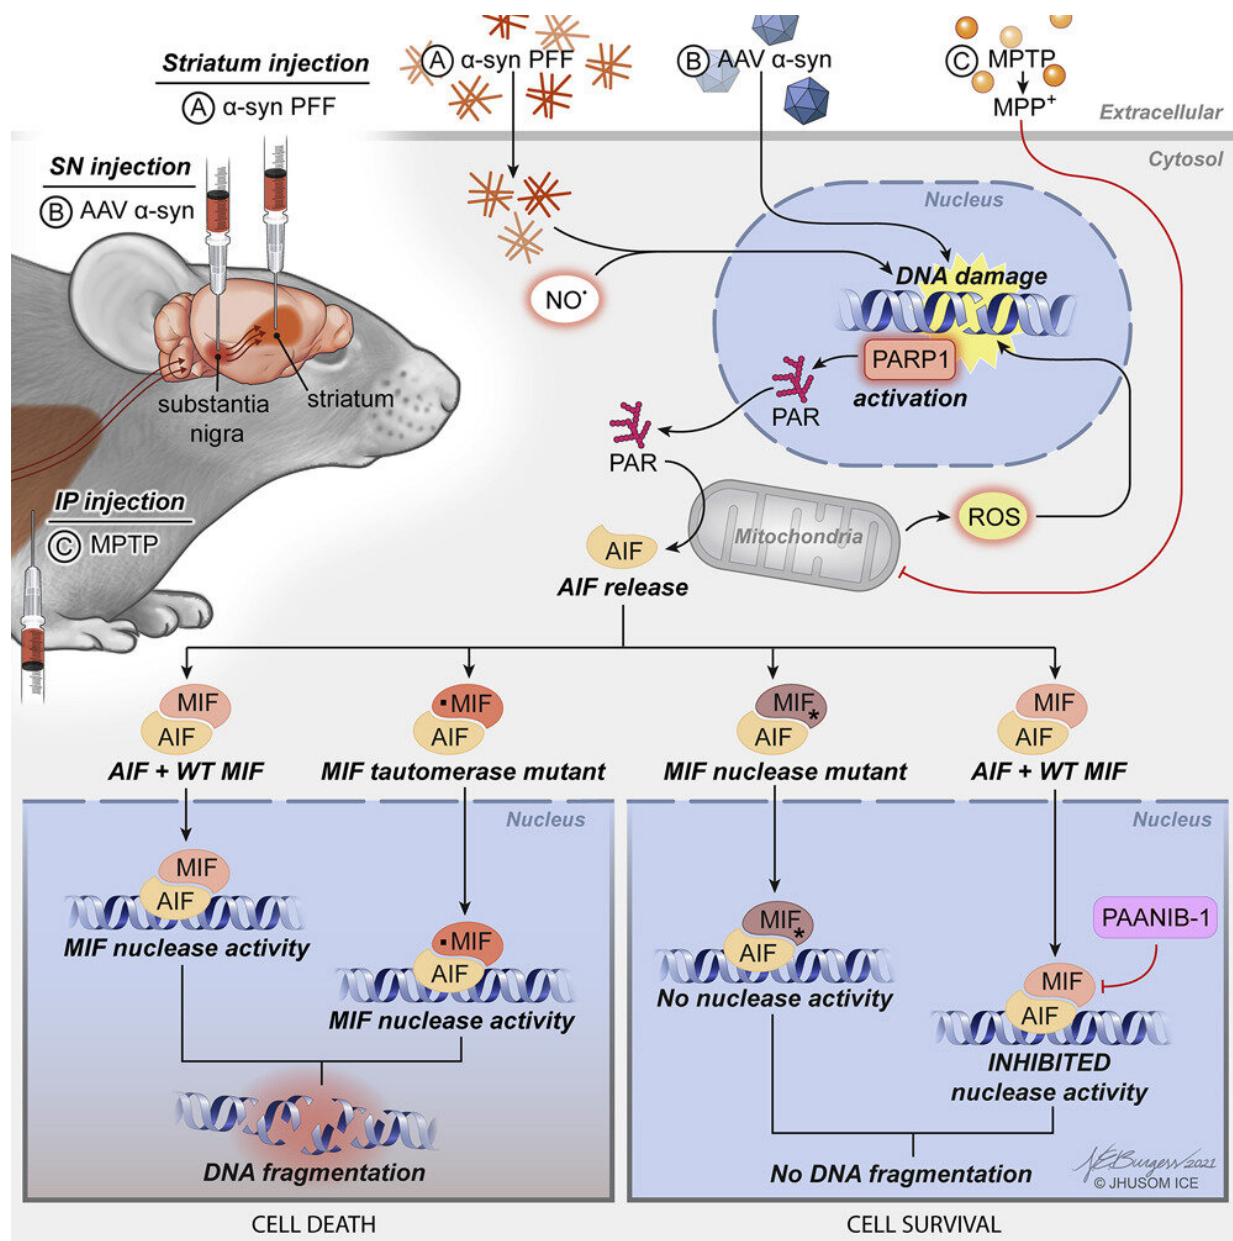 Striatum injection
Ⓐ α-syn PFF
SN injection
Ⓑ AAV α-syn
substantia
nigra
striatum
IP injection
Ⓒ MPTP
Ⓐ α-syn PFF
Ⓑ AAV α-syn
Ⓒ MPTP
MPP⁺
Extracellular
Cytosol
Nucleus
NO•
DNA damage
PARP1
activation
PAR
PAR
Mitochondria
ROS
AIF
AIF release
MIF
AIF
AIF + WT MIF
▪MIF
AIF
MIF tautomerase mutant
MIF
*
AIF
MIF nuclease mutant
MIF
AIF
AIF + WT MIF
Nucleus
MIF
AIF
MIF nuclease activity
▪MIF
AIF
MIF nuclease activity
DNA fragmentation
CELL DEATH
Nucleus
MIF
*
AIF
No nuclease activity
PAANIB-1
MIF
AIF
INHIBITED
nuclease activity
No DNA fragmentation
NEBurgess 2021
© JHUSOM ICE
CELL SURVIVAL